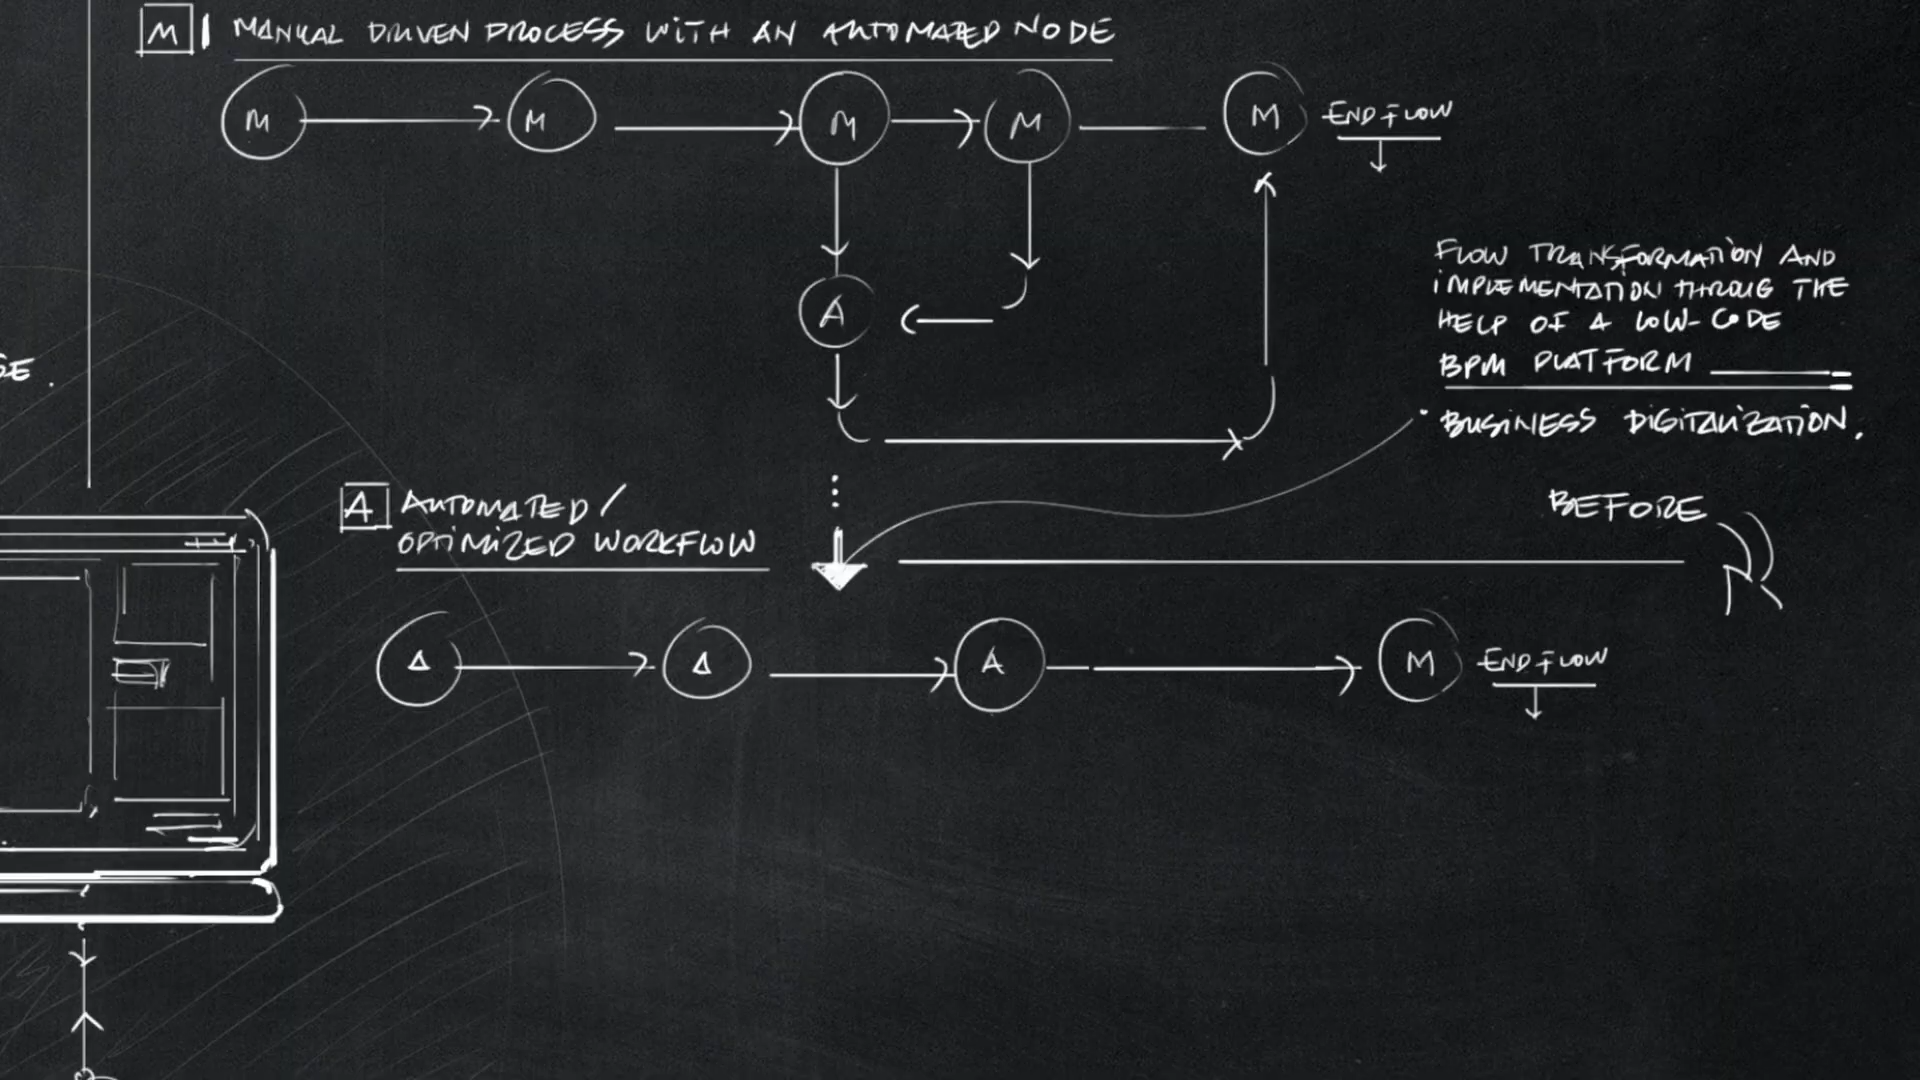 M MANUAL DRIVEN PROCESS WITH AN AUTOMATED NODE
M M M M M END FLOW
FLOW TRANSFORMATION AND
IMPLEMENTATION THROUG THE
HELP OF A LOW-CODE
BPM PLATFORM
A
· BUSINESS DIGITALIZATION.
A AUTOMATED/
OPTIMIZED WORKFLOW
BEFORE
A A A M END FLOW